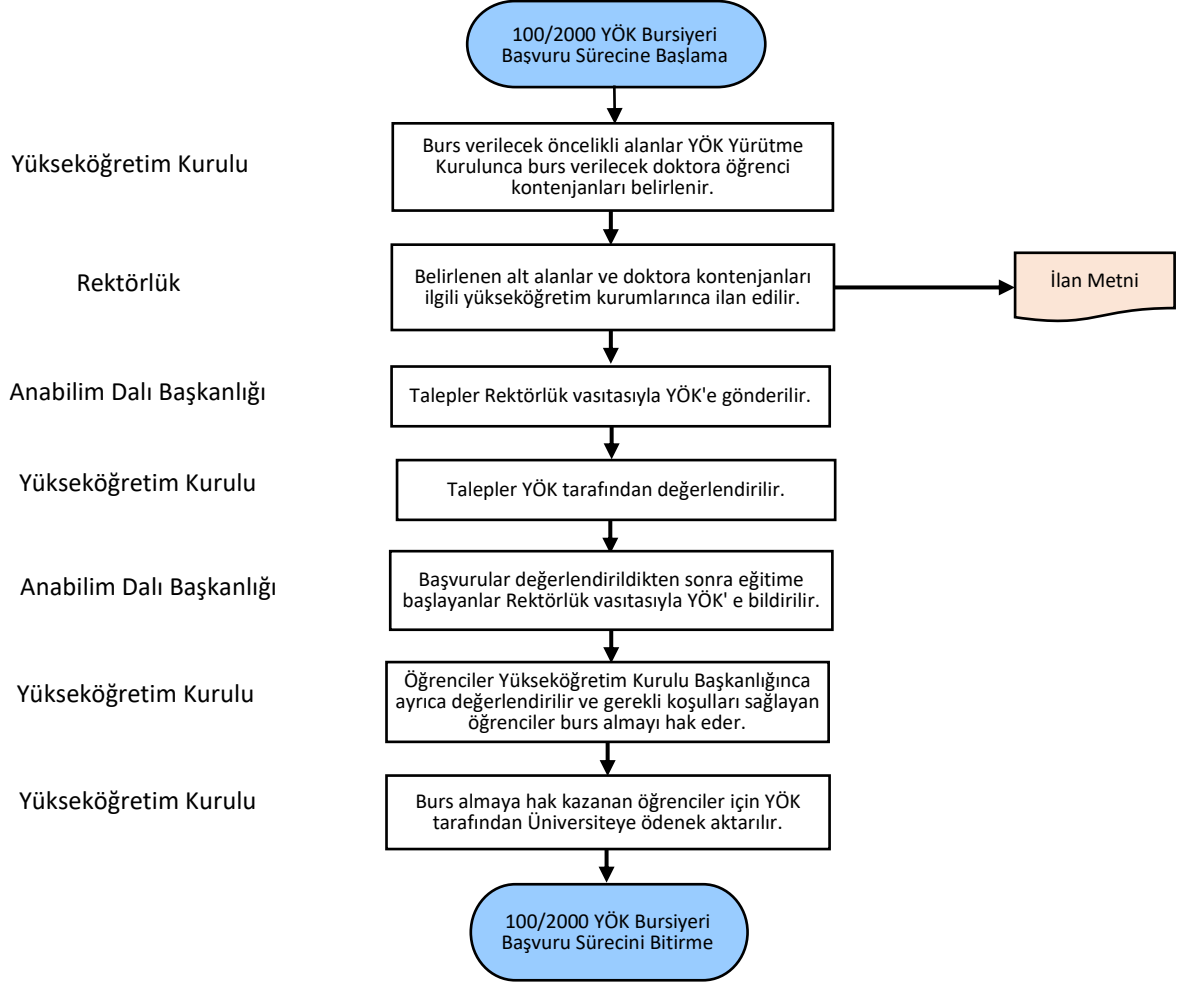 100/2000 YÖK Bursiyeri
Başvuru Sürecine Başlama
Yükseköğretim Kurulu
Burs verilecek öncelikli alanlar YÖK Yürütme
Kurulunca burs verilecek doktora öğrenci
kontenjanları belirlenir.
Rektörlük
Belirlenen alt alanlar ve doktora kontenjanları
ilgili yükseköğretim kurumlarınca ilan edilir.
İlan Metni
Anabilim Dalı Başkanlığı
Talepler Rektörlük vasıtasıyla YÖK'e gönderilir.
Yükseköğretim Kurulu
Talepler YÖK tarafından değerlendirilir.
Anabilim Dalı Başkanlığı
Başvurular değerlendirildikten sonra eğitime
başlayanlar Rektörlük vasıtasıyla YÖK' e bildirilir.
Yükseköğretim Kurulu
Öğrenciler Yükseköğretim Kurulu Başkanlığınca
ayrıca değerlendirilir ve gerekli koşulları sağlayan
öğrenciler burs almayı hak eder.
Yükseköğretim Kurulu
Burs almaya hak kazanan öğrenciler için YÖK
tarafından Üniversiteye ödenek aktarılır.
100/2000 YÖK Bursiyeri
Başvuru Sürecini Bitirme